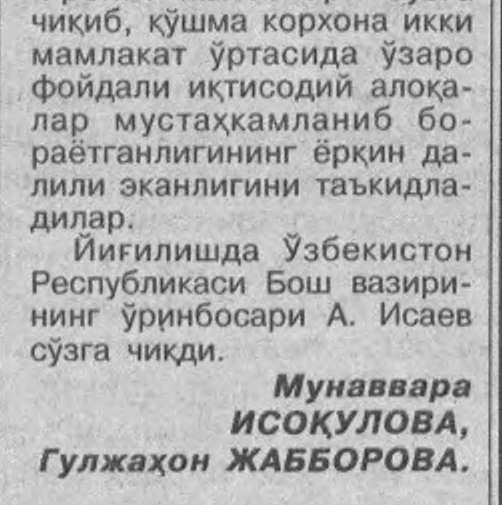 чиқиб, қўшма корхона икки
мамлакат ўртасида ўзаро
фойдали иқтисодий алоқа-
лар мустаҳкамланиб бо-
раётганлигининг ёрқин да-
лили эканлигини таъкидла-
дилар.
Йиғилишда Ўзбекистон
Республикаси Бош вазири-
нинг ўринбосари А. Исаев
сўзга чиқди.
Мунаввара
ИСОҚУЛОВА,
Гулжаҳон ЖАББОРОВА.